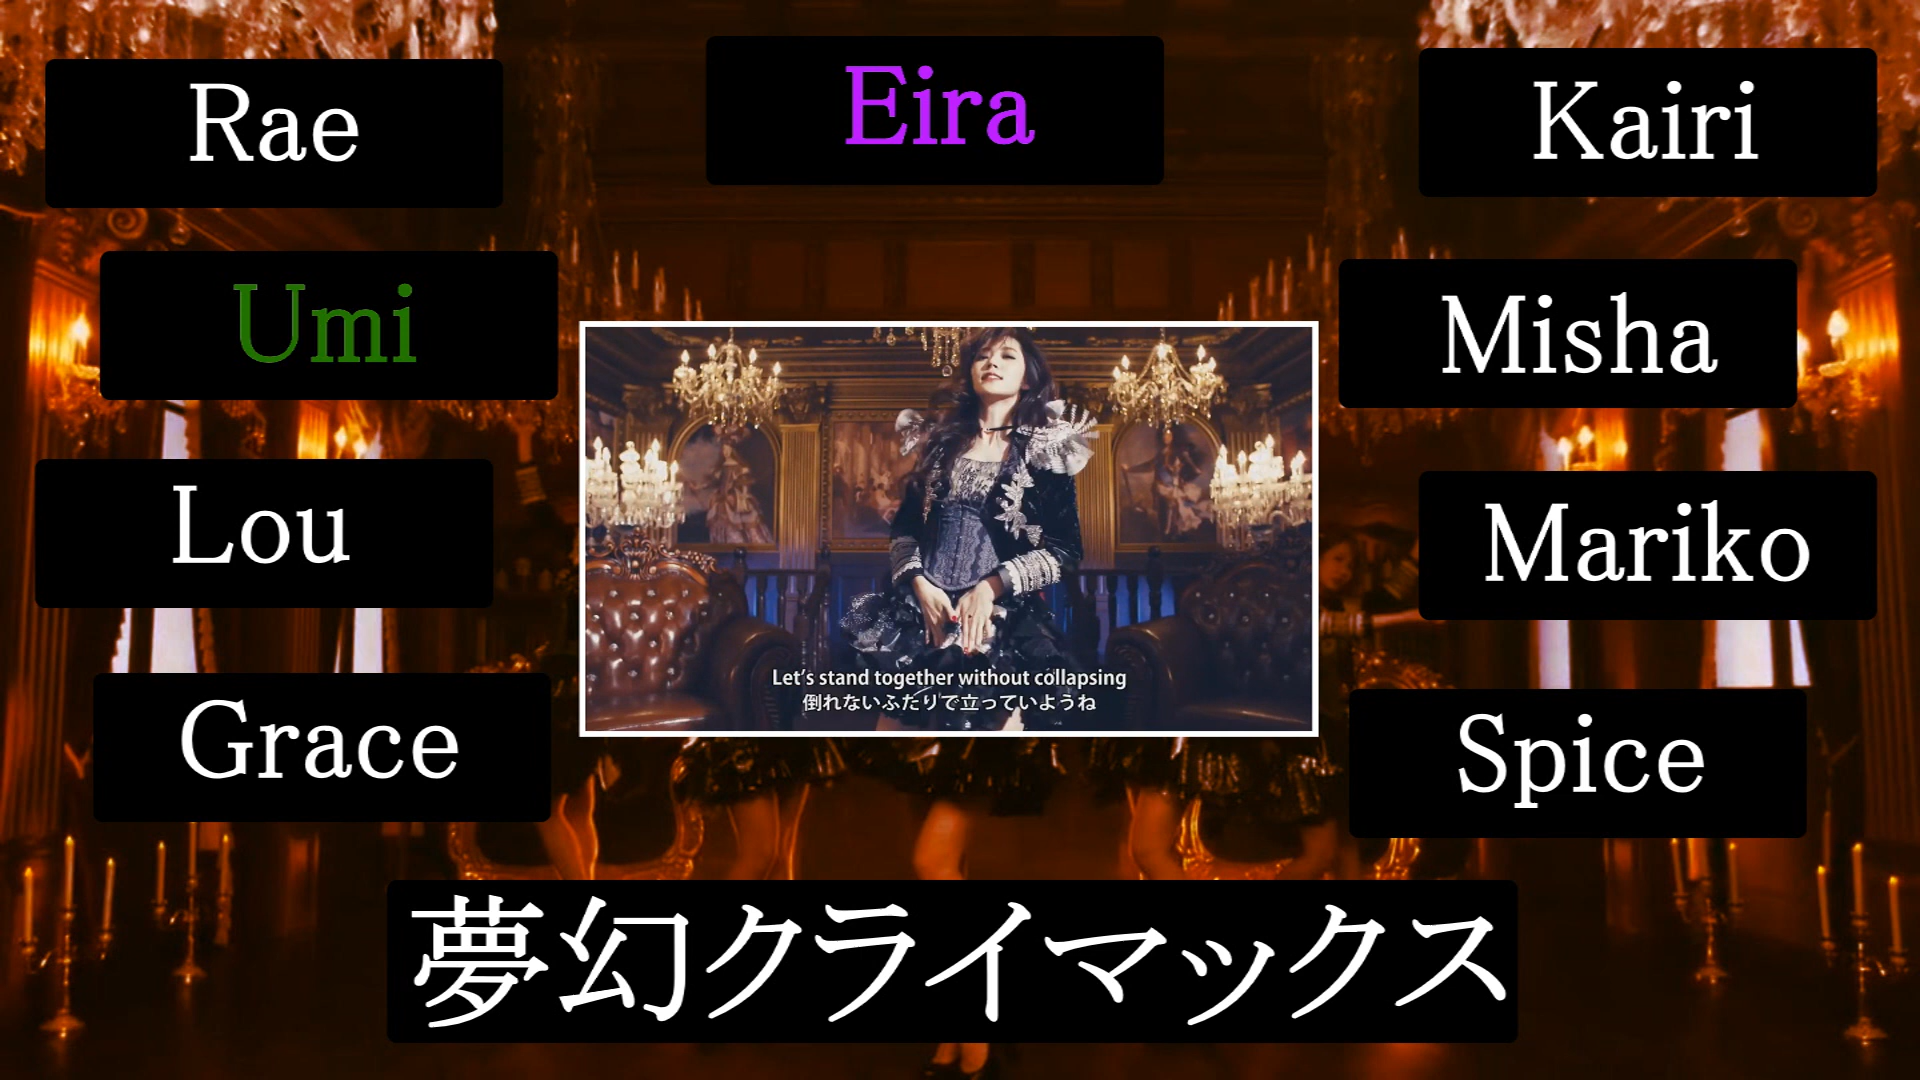 Rae
Eira
Kairi
Umi
Misha
Lou
Mariko
Grace
Spice
Let's stand together without collapsing
倒れないふたりで立っていようね
夢幻クライマックス